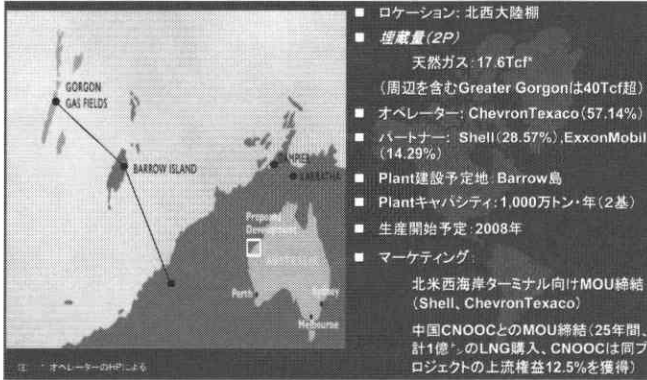 GORGON
GAS FIELDS
BARROW ISLAND
DAMPIER
KARRATHA
Proposed
Development
AUSTRALIA
Perth
Sydney
Melbourne
注: * オペレーターのHPによる
■ ロケーション: 北西大陸棚
■ 埋蔵量(2P)
天然ガス:17.6Tcf*
(周辺を含むGreater Gorgonは40Tcf超)
■ オペレーター: ChevronTexaco(57.14%)
■ パートナー: Shell(28.57%),ExxonMobil
(14.29%)
■ Plant建設予定地: Barrow島
■ Plantキャパシティ:1,000万トン・年(2基)
■ 生産開始予定: 2008年
■ マーケティング:
北米西海岸ターミナル向けMOU締結
(Shell、ChevronTexaco)
中国CNOOCとのMOU締結(25年間、
計1億㌧のLNG購入、CNOOCは同プ
ロジェクトの上流権益12.5%を獲得)